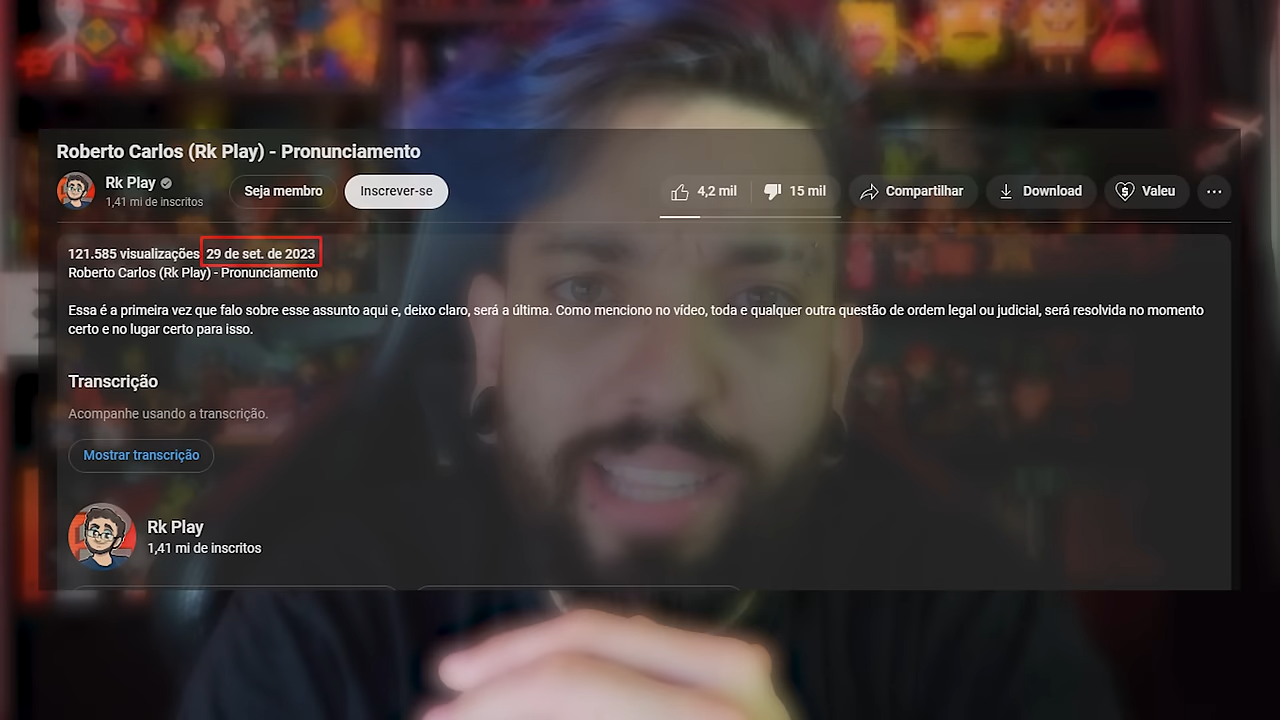 Roberto Carlos (Rk Play) - Pronunciamento
Rk Play
1,41 mi de inscritos
Seja membro
Inscrever-se
4,2 mil
15 mil
Compartilhar
Download
Valeu
121.585 visualizações 29 de set. de 2023
Roberto Carlos (Rk Play) - Pronunciamento
Essa é a primeira vez que falo sobre esse assunto aqui e, deixo claro, será a última. Como menciono no vídeo, toda e qualquer outra questão de ordem legal ou judicial, será resolvida no momento
certo e no lugar certo para isso.
Transcrição
Acompanhe usando a transcrição.
Mostrar transcrição
Rk Play
1,41 mi de inscritos